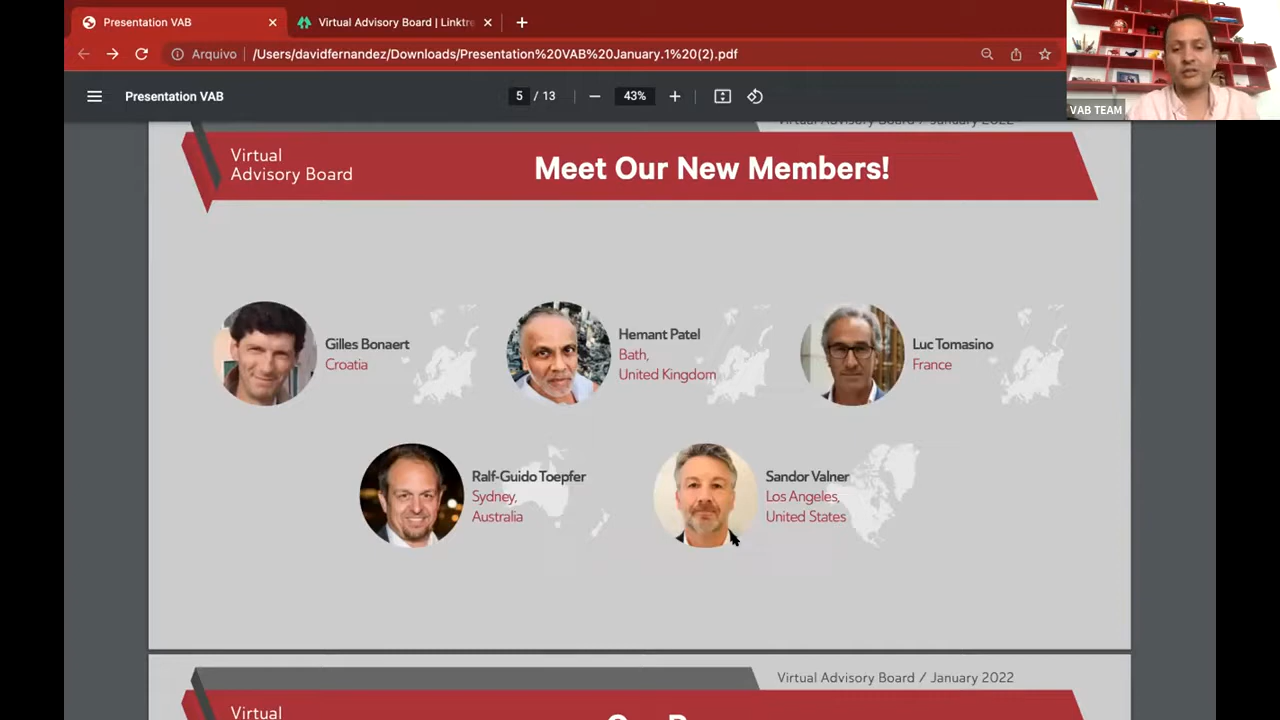 Presentation VAB
Virtual Advisory Board | Linktre
Arquivo
/Users/davidfernandez/Downloads/Presentation%20VAB%20January.1%20(2).pdf
Presentation VAB
5 / 13
43%
VAB TEAM
Virtual Advisory Board / January 2022
Virtual
Advisory Board
Meet Our New Members!
Gilles Bonaert
Croatia
Hemant Patel
Bath,
United Kingdom
Luc Tomasino
France
Ralf-Guido Toepfer
Sydney,
Australia
Sandor Valner
Los Angeles,
United States
Virtual Advisory Board / January 2022
Virtual